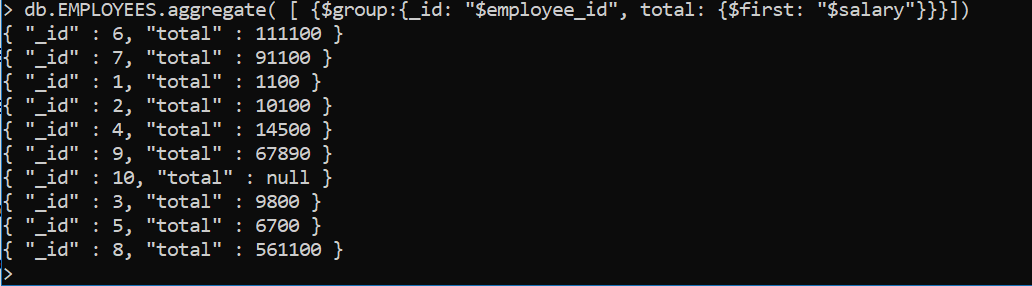 > db.EMPLOYEES.aggregate( [ {$group:{_id: "$employee_id", total: {$first: "$salary"}}}])
{ "_id" : 6, "total" : 111100 }
{ "_id" : 7, "total" : 91100 }
{ "_id" : 1, "total" : 1100 }
{ "_id" : 2, "total" : 10100 }
{ "_id" : 4, "total" : 14500 }
{ "_id" : 9, "total" : 67890 }
{ "_id" : 10, "total" : null }
{ "_id" : 3, "total" : 9800 }
{ "_id" : 5, "total" : 6700 }
{ "_id" : 8, "total" : 561100 }
>